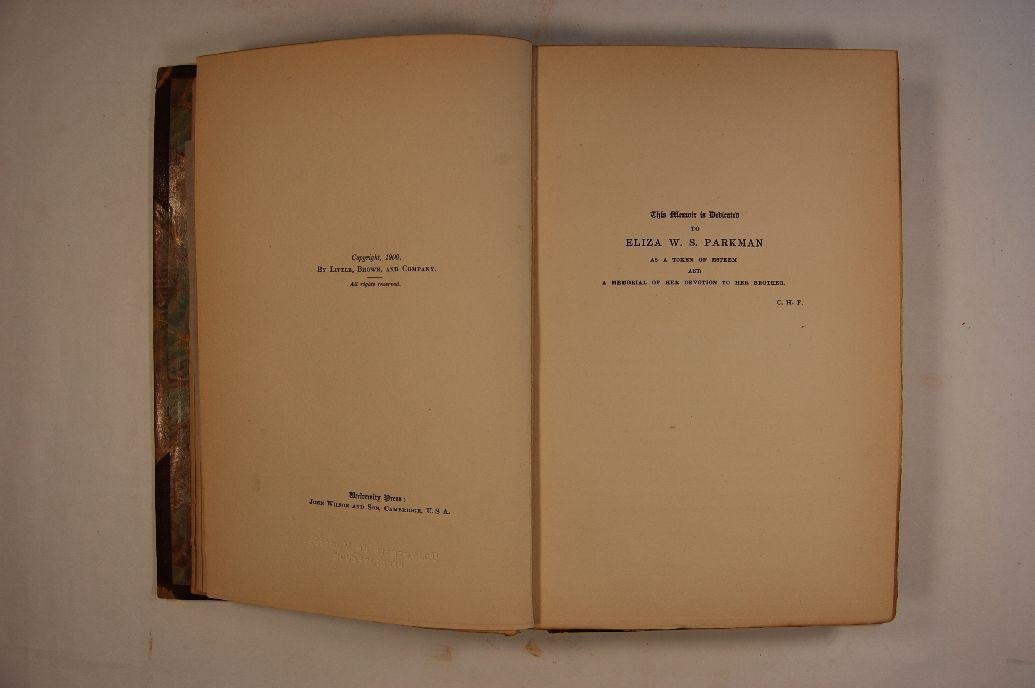 Copyright, 1900,
By Little, Brown, and Company.
All rights reserved.
University Press:
John Wilson and Son, Cambridge, U. S. A.
This Memoir is Dedicated
TO
ELIZA W. S. PARKMAN
AS A TOKEN OF ESTEEM
AND
A MEMORIAL OF HER DEVOTION TO HER BROTHER.
C. H. F.